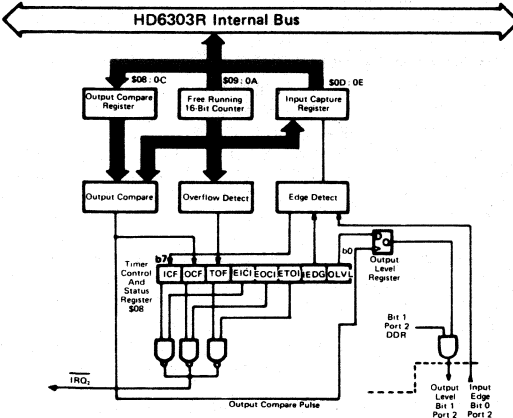 HD6303R Internal Bus
$0B : 0C
$09 : 0A
$0D : 0E
Output Compare
Register
Free Running
16-Bit Counter
Input Capture
Register
Output Compare
Overflow Detect
Edge Detect
b7
b0
Timer
Control
And
Status
Register
$08
ICF OCF TOF EICI EOCI ETOI IEDG OLVL
D
Q
Output
Level
Register
Bit 1
Port 2
DDR
IRQ₂
Output Compare Pulse
Output
Level
Bit 1
Port 2
Input
Edge
Bit 0
Port 2